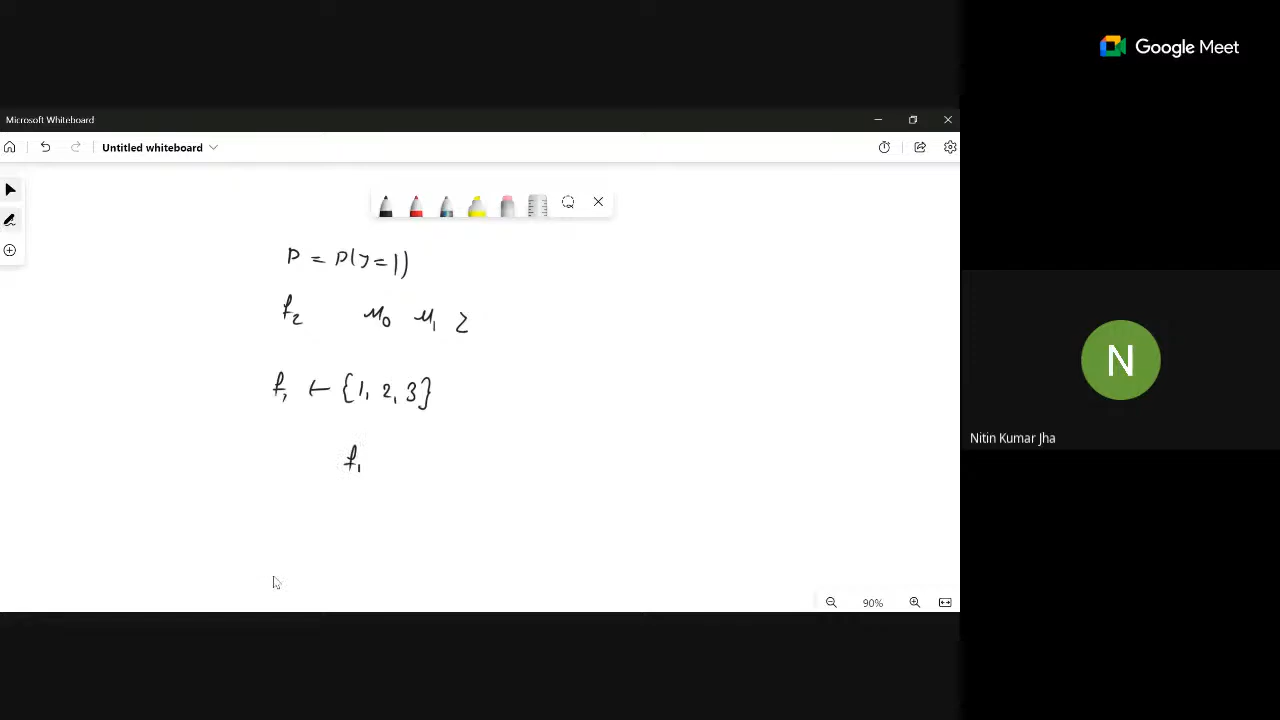 Google Meet
Microsoft Whiteboard
Untitled whiteboard
P = P(y=1)
f₂ μ₀ μ₁ Σ
f₁ ← {1, 2, 3}
f₁
N
Nitin Kumar Jha
90%